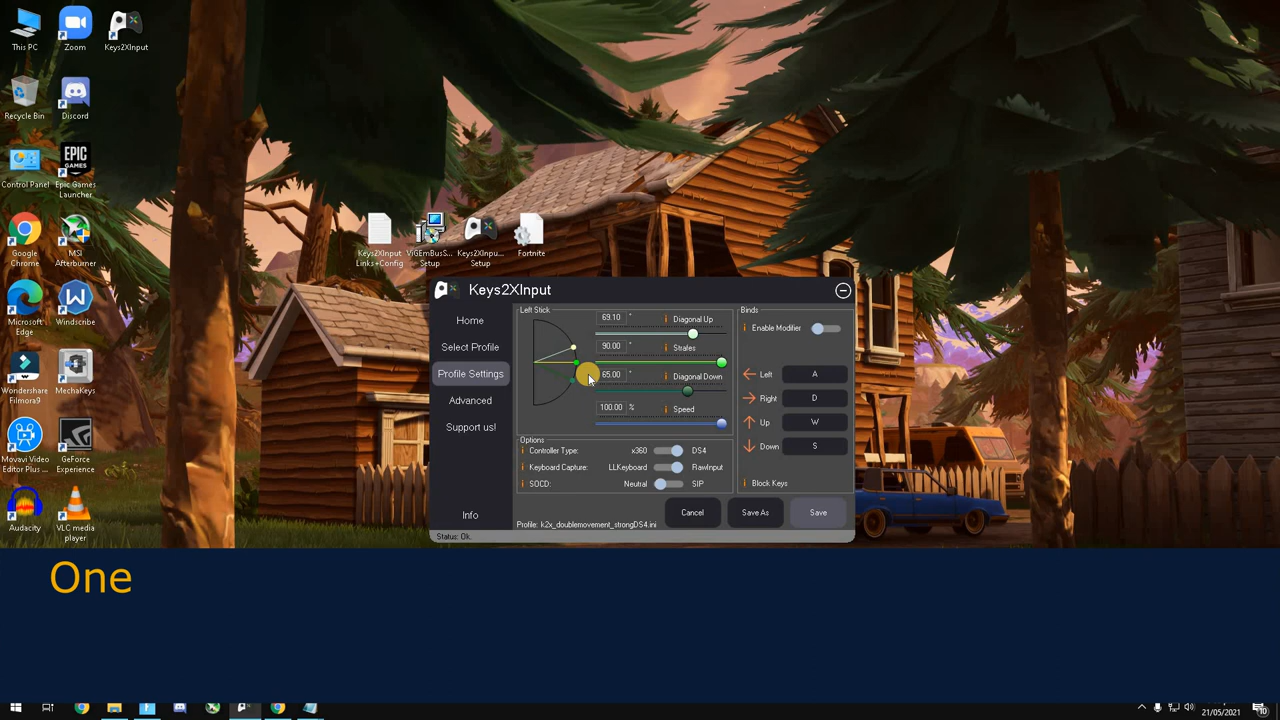 This PC
Zoom
Keys2XInput
Recycle Bin
Discord
Control Panel
EPIC GAMES
Epic Games Launcher
Google Chrome
MSI Afterburner
Microsoft Edge
Windscribe
Wondershare Filmora9
MechaKeys
Movavi Video Editor Plus ...
GeForce Experience
Audacity
VLC media player
Keys2XInput Links+Config
ViGEmBusS... Setup
Keys2XInpu... Setup
Fortnite
Keys2XInput
Home
Select Profile
Profile Settings
Advanced
Support us!
Info
Left Stick
69.10 ° i Diagonal Up
90.00 ° i Strafes
65.00 ° i Diagonal Down
100.00 % i Speed
Options
i Controller Type: x360 DS4
i Keyboard Capture: LLKeyboard RawInput
i SOCD: Neutral SIP
Binds
i Enable Modifier
Left A
Right D
Up W
Down S
i Block Keys
Cancel
Save As
Save
Profile: k2x_doublemovement_strongDS4.ini
Status: Ok.
One
21/05/2021
10